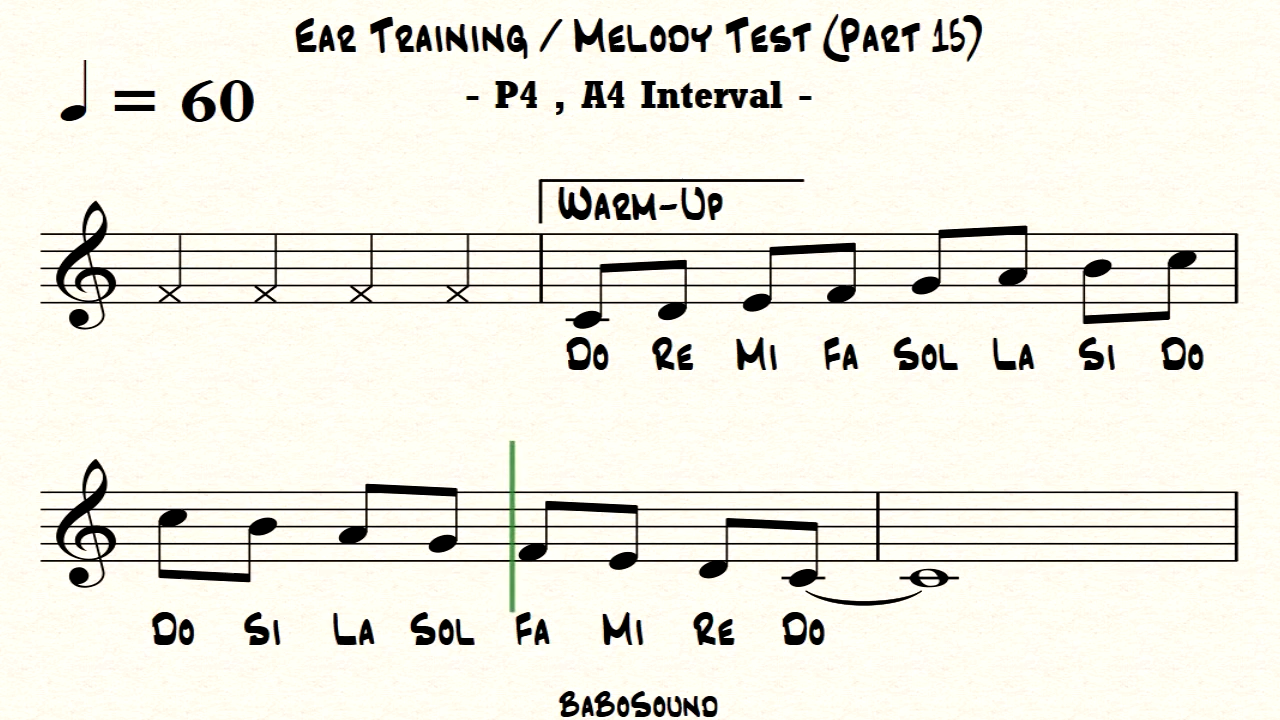 Ear Training / Melody Test (Part 15)
- P4 , A4 Interval -
= 60
Warm-Up
Do Re Mi Fa Sol La Si Do
Do Si La Sol Fa Mi Re Do
BaBoSound